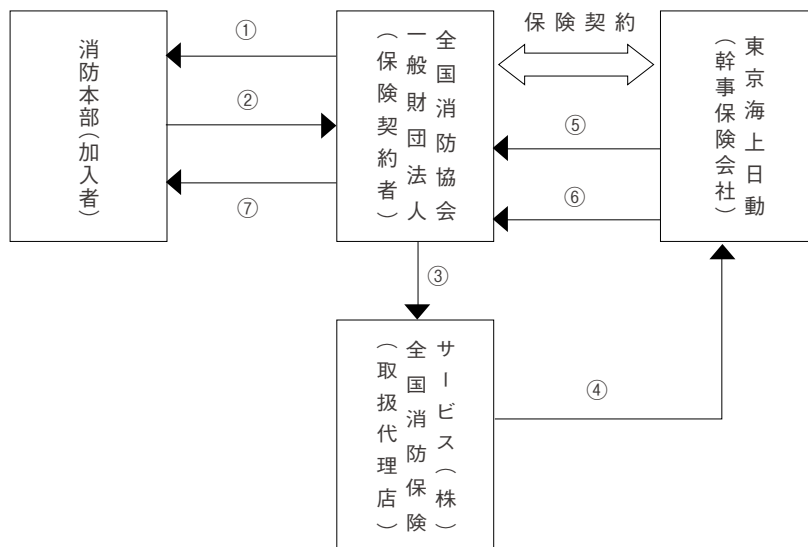 消防本部(加入者)
①
②
⑦
一般財団法人
全国消防協会
(保険契約者)
保険契約
⑤
⑥
東京海上日動
(幹事保険会社)
③
全国消防保険
サービス(株)
(取扱代理店)
④